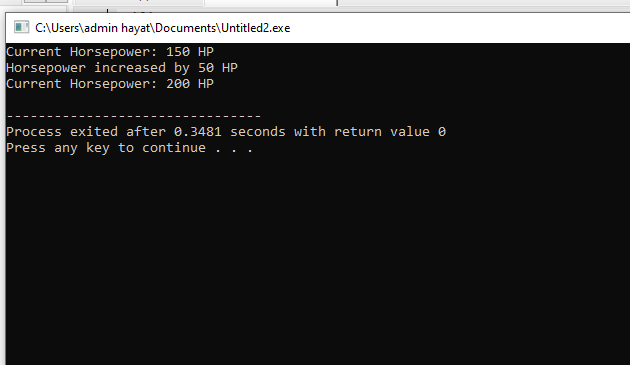 C:\Users\admin hayat\Documents\Untitled2.exe
Current Horsepower: 150 HP
Horsepower increased by 50 HP
Current Horsepower: 200 HP
--------------------------------
Process exited after 0.3481 seconds with return value 0
Press any key to continue . . .